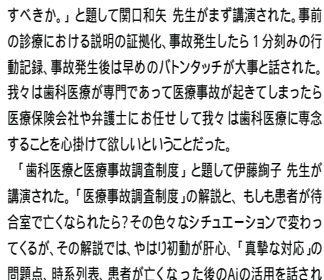 すべきか。」と題して関口和矢 先生がまず講演された。事前
の診療における説明の証拠化、事故発生したら1分刻みの行
動記録、事故発生後は早めのバトンタッチが大事と話された。
我々は歯科医療が専門であって医療事故が起きてしまったら
医療保険会社や弁護士にお任せして我々は歯科医療に専念
することを心掛けて欲しいということだった。
「歯科医療と医療事故調査制度」と題して伊藤絢子 先生が
講演された。「医療事故調査制度」の解説と、もしも患者が待
合室で亡くなられたら?その色々なシチュエーションで変わっ
てくるが、その解説では、やはり初動が肝心、「真摯な対応」の
問題点、時系列表、患者が亡くなった後のAiの活用を話され